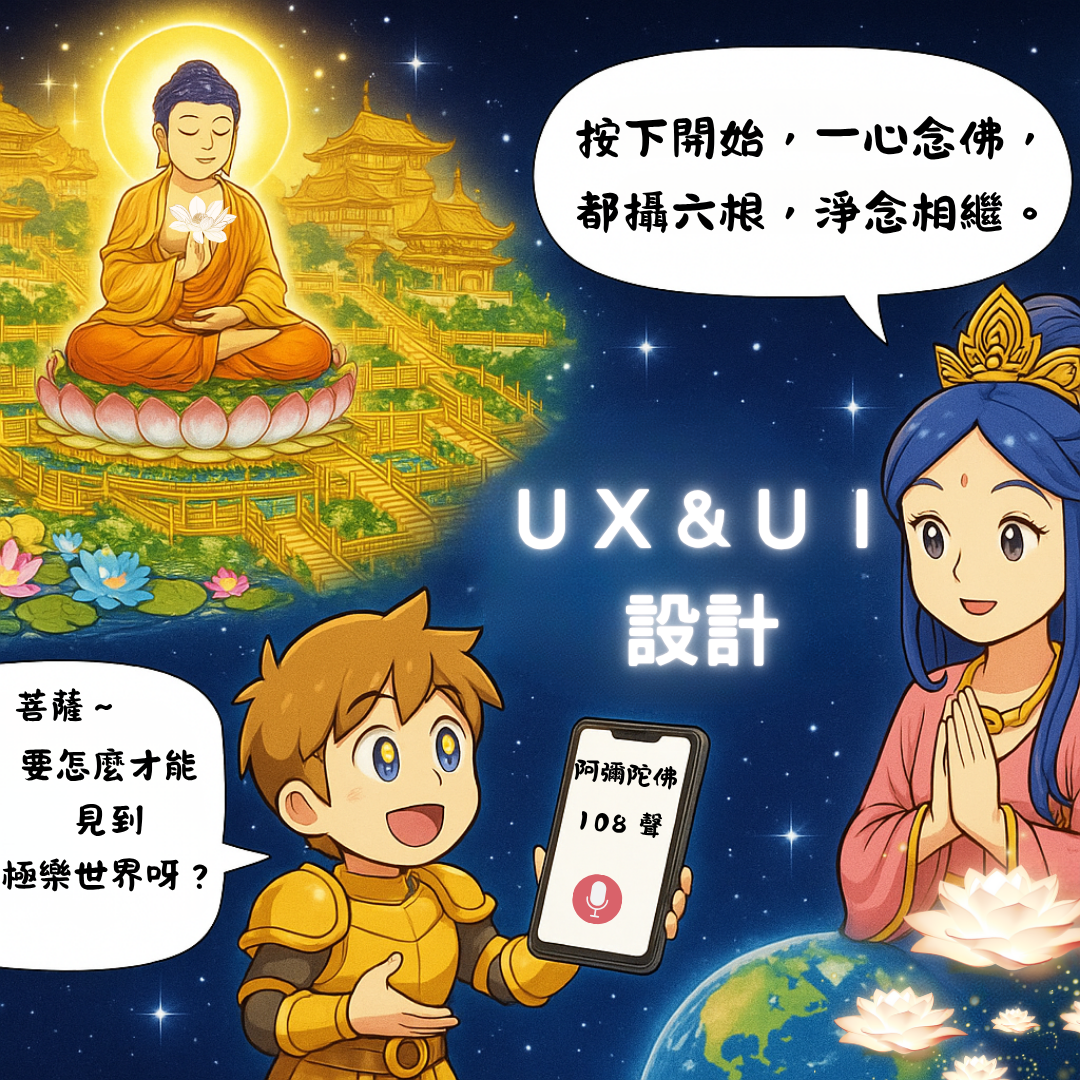 按下開始，一心念佛，
都攝六根，淨念相繼。
UX&UI
設計
菩薩~
要怎麼才能
見到
極樂世界呀？
阿彌陀佛
108 聲